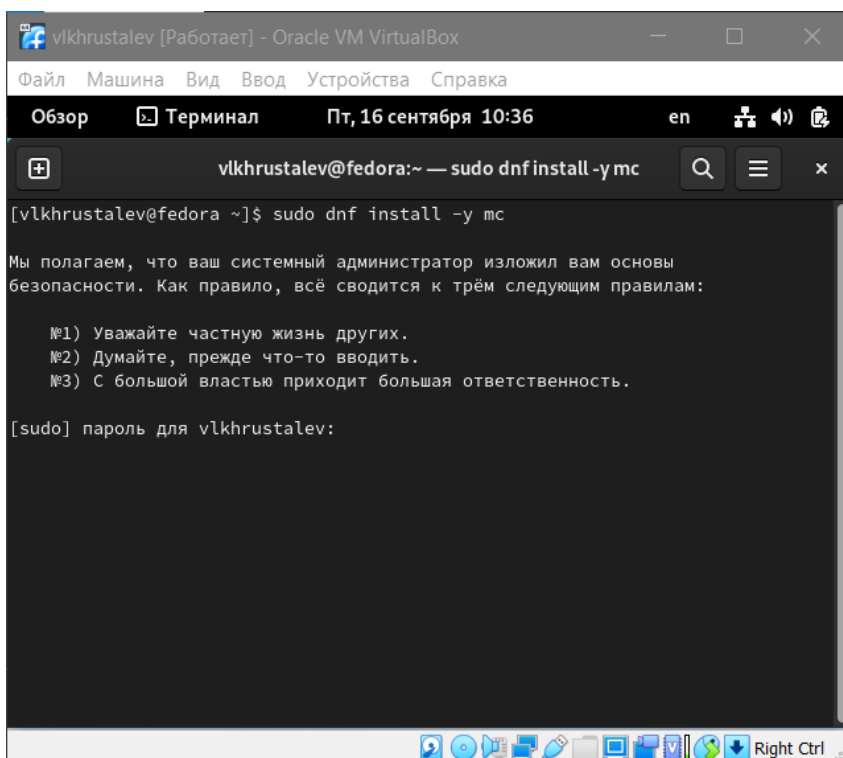 vlkhrustalev [Работает] - Oracle VM VirtualBox
Файл Машина Вид Ввод Устройства Справка
Обзор Терминал Пт, 16 сентября 10:36 en
vlkhrustalev@fedora:~ — sudo dnf install -y mc
[vlkhrustalev@fedora ~]$ sudo dnf install -y mc
Мы полагаем, что ваш системный администратор изложил вам основы
безопасности. Как правило, всё сводится к трём следующим правилам:
№1) Уважайте частную жизнь других.
№2) Думайте, прежде что-то вводить.
№3) С большой властью приходит большая ответственность.
[sudo] пароль для vlkhrustalev:
Right Ctrl